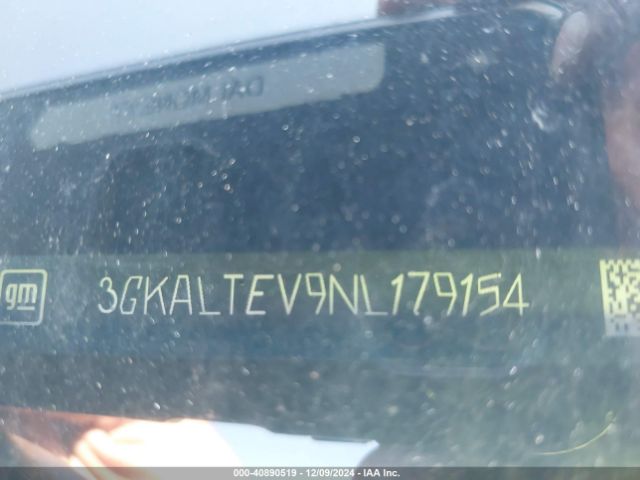 gm 3GKALTEV9NL179154
000-40890519 - 12/09/2024 - IAA Inc.